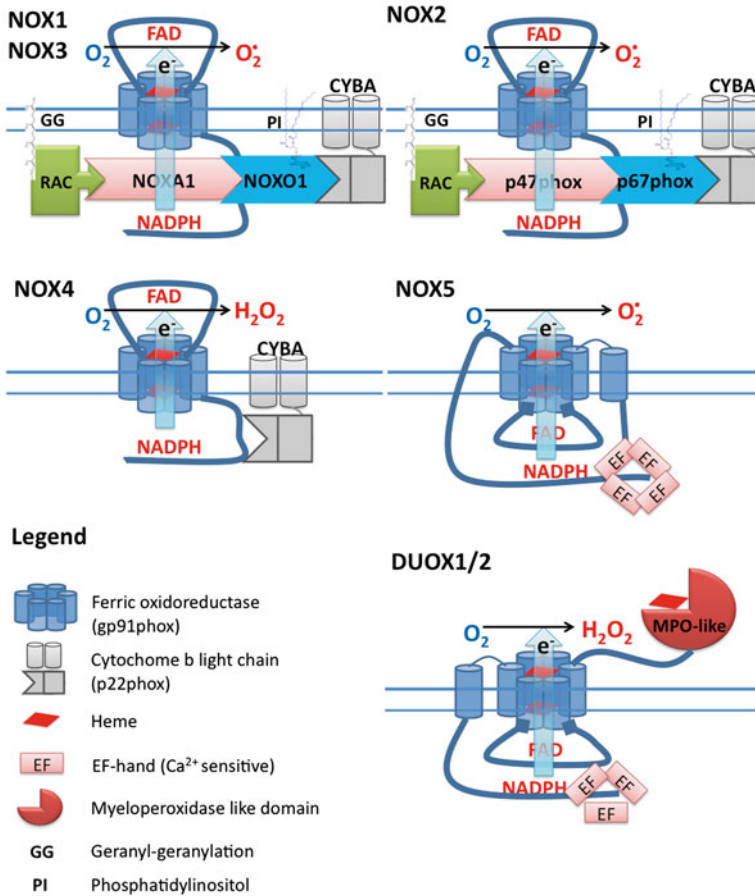 NOX1
NOX3
FAD
O₂
O₂•
e⁻
CYBA
GG
PI
RAC
NOXA1
NOXO1
NADPH
NOX2
FAD
O₂
O₂•
e⁻
CYBA
GG
PI
RAC
p47phox
p67phox
NADPH
NOX4
FAD
O₂
H₂O₂
e⁻
CYBA
NADPH
NOX5
O₂
O₂•
e⁻
FAD
NADPH
EF
EF
EF
EF
Legend
Ferric oxidoreductase
(gp91phox)
Cytochome b light chain
(p22phox)
Heme
EF
EF-hand (Ca²⁺ sensitive)
Myeloperoxidase like domain
GG
Geranyl-geranylation
PI
Phosphatidylinositol
DUOX1/2
O₂
H₂O₂
MPO-like
e⁻
FAD
NADPH
EF
EF
EF